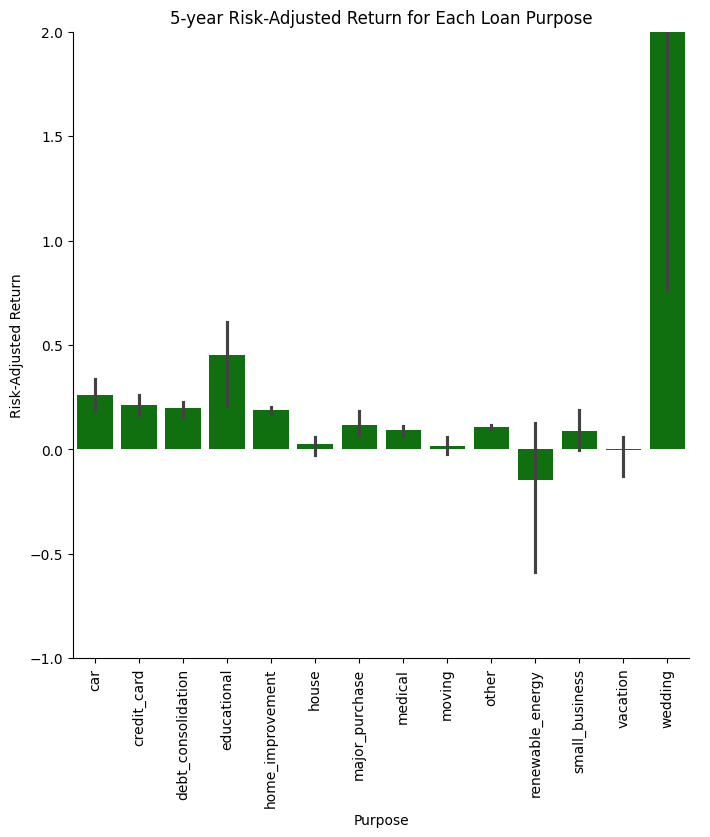 5-year Risk-Adjusted Return for Each Loan Purpose
Risk-Adjusted Return
2.0
1.5
1.0
0.5
0.0
−0.5
−1.0
car
credit_card
debt_consolidation
educational
home_improvement
house
major_purchase
medical
moving
other
renewable_energy
small_business
vacation
wedding
Purpose